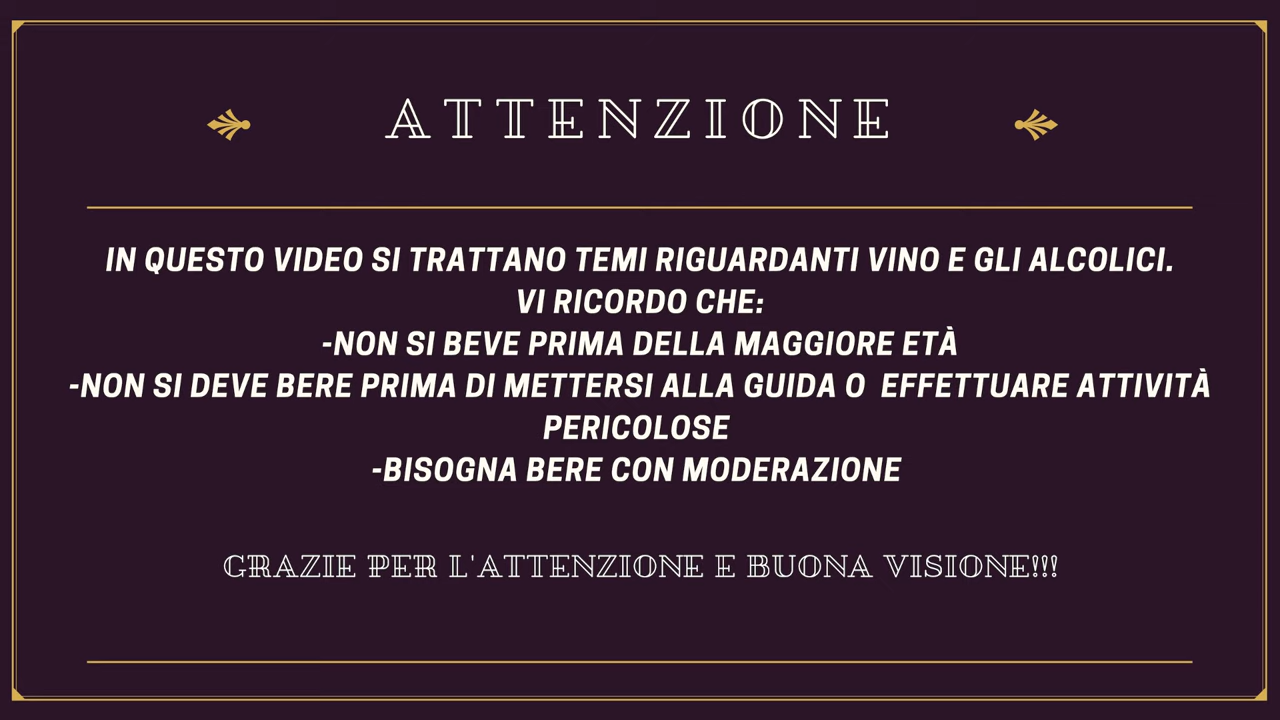 ATTENZIONE
IN QUESTO VIDEO SI TRATTANO TEMI RIGUARDANTI VINO E GLI ALCOLICI.
VI RICORDO CHE:
-NON SI BEVE PRIMA DELLA MAGGIORE ETÀ
-NON SI DEVE BERE PRIMA DI METTERSI ALLA GUIDA O EFFETTUARE ATTIVITÀ
PERICOLOSE
-BISOGNA BERE CON MODERAZIONE
GRAZIE PER L'ATTENZIONE E BUONA VISIONE!!!